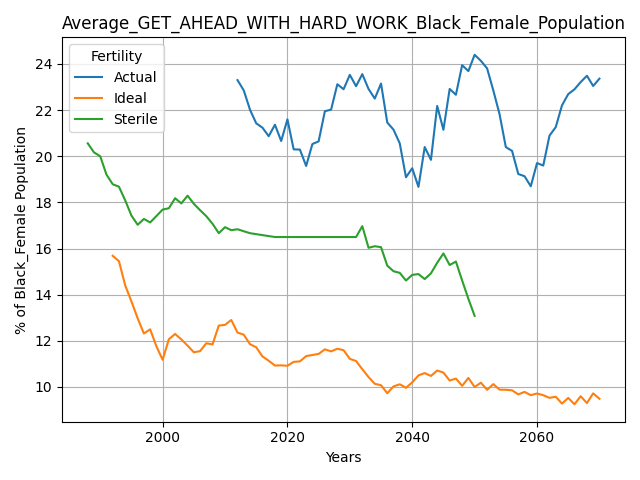 Average_GET_AHEAD_WITH_HARD_WORK_Black_Female_Population
Fertility
Actual
Ideal
Sterile
% of Black_Female Population
24
22
20
18
16
14
12
10
2000
2020
2040
2060
Years